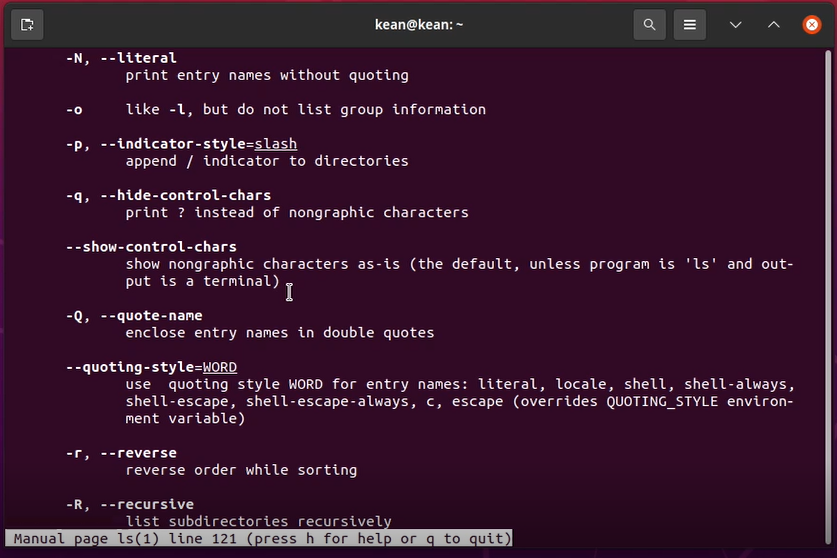 kean@kean: ~
-N, --literal
print entry names without quoting
-o like -l, but do not list group information
-p, --indicator-style=slash
append / indicator to directories
-q, --hide-control-chars
print ? instead of nongraphic characters
--show-control-chars
show nongraphic characters as-is (the default, unless program is 'ls' and out-
put is a terminal)
-Q, --quote-name
enclose entry names in double quotes
--quoting-style=WORD
use  quoting style WORD for entry names: literal, locale, shell, shell-always,
shell-escape, shell-escape-always, c, escape (overrides QUOTING_STYLE environ-
ment variable)
-r, --reverse
reverse order while sorting
-R, --recursive
list subdirectories recursively
Manual page ls(1) line 121 (press h for help or q to quit)